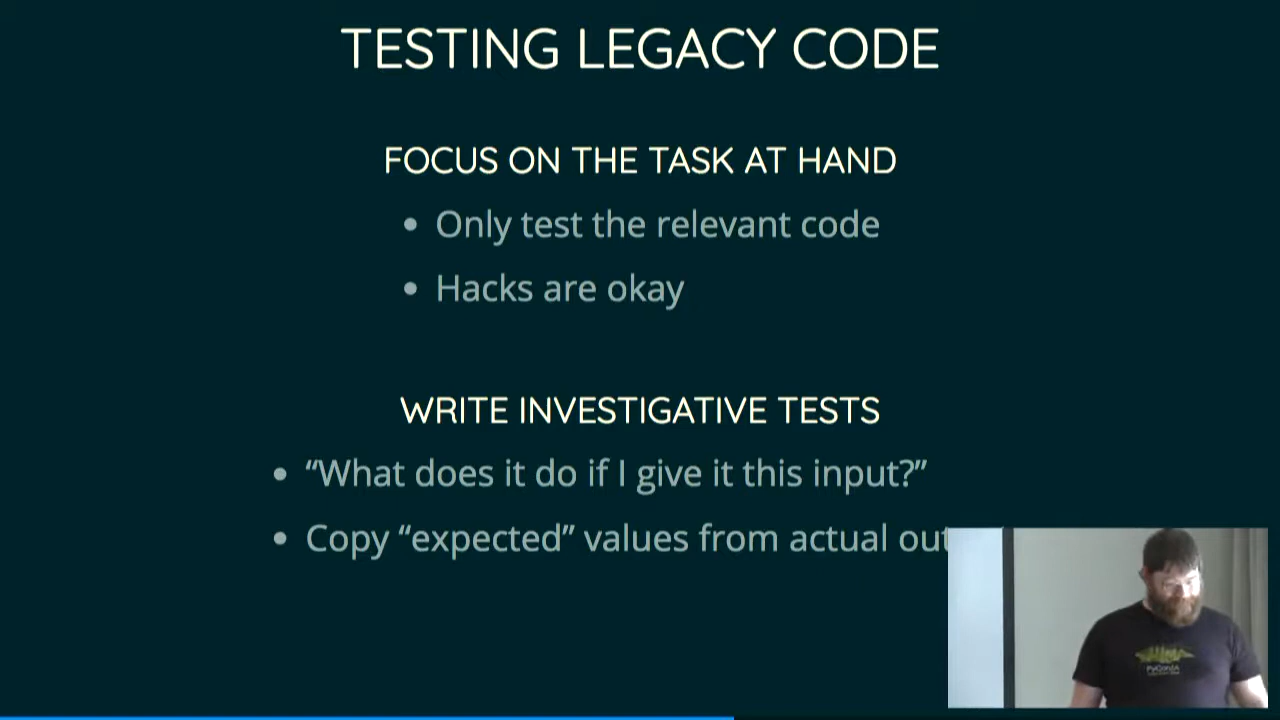 TESTING LEGACY CODE
FOCUS ON THE TASK AT HAND
• Only test the relevant code
• Hacks are okay
WRITE INVESTIGATIVE TESTS
• “What does it do if I give it this input?”
• Copy “expected” values from actual out